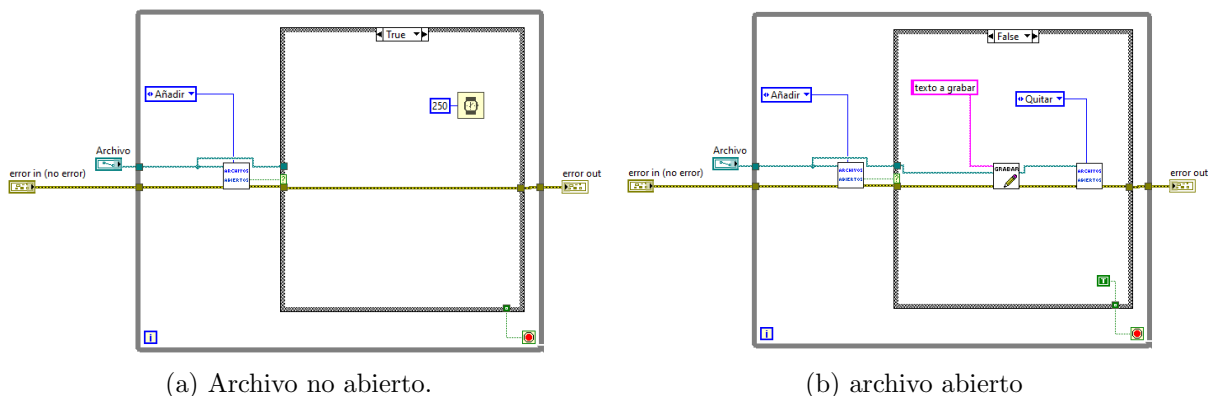 True
Añadir
250
Archivo
error in (no error)
ARCHIVOS
ABIERTOS
?
error out
i
(a) Archivo no abierto.
False
Añadir
texto a grabar
Quitar
Archivo
error in (no error)
ARCHIVOS
ABIERTOS
?
GRABAR
ARCHIVOS
ABIERTOS
error out
T
i
(b) archivo abierto